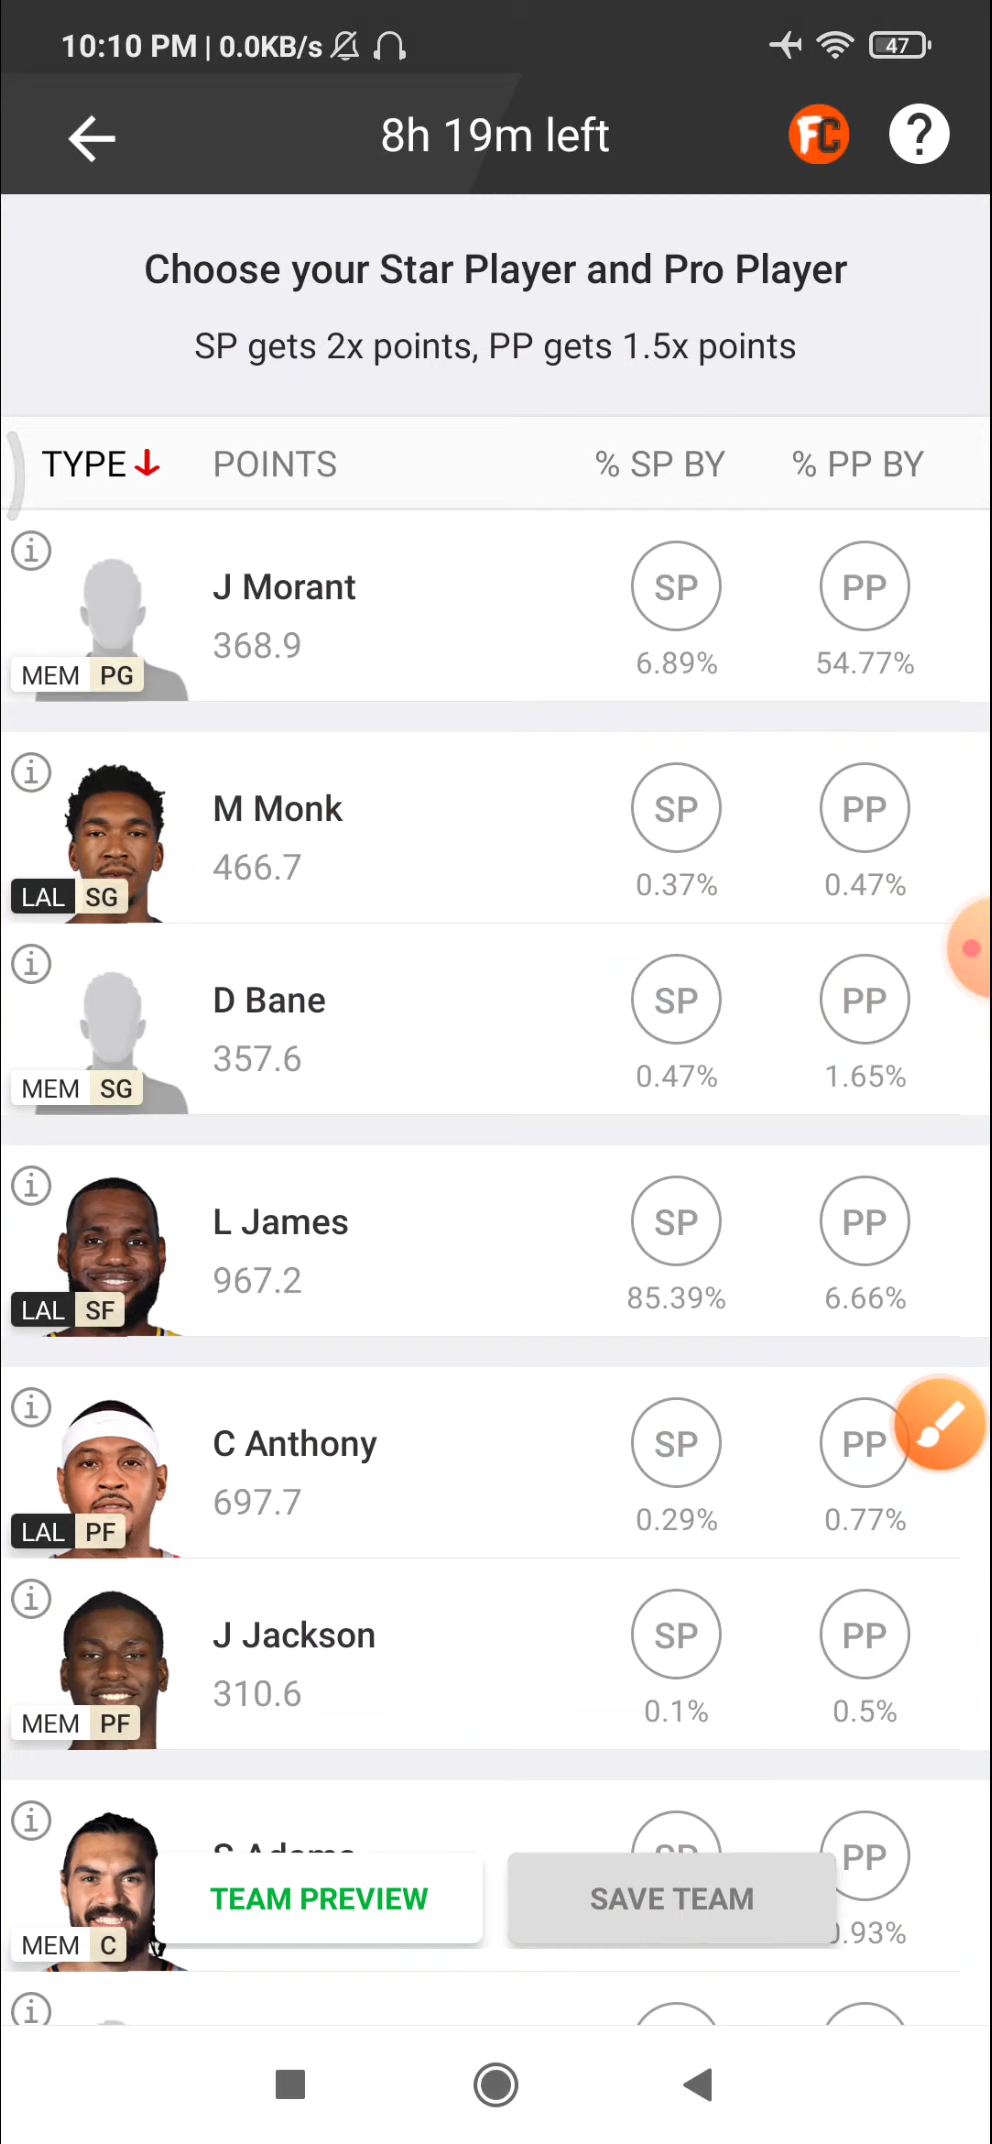 10:10 PM | 0.0KB/s 47
8h 19m left FC ?
Choose your Star Player and Pro Player
SP gets 2x points, PP gets 1.5x points
TYPE POINTS % SP BY % PP BY
J Morant SP PP
368.9 6.89% 54.77%
MEM PG
M Monk SP PP
466.7 0.37% 0.47%
LAL SG
D Bane SP PP
357.6 0.47% 1.65%
MEM SG
L James SP PP
967.2 85.39% 6.66%
LAL SF
C Anthony SP PP
697.7 0.29% 0.77%
LAL PF
J Jackson SP PP
310.6 0.1% 0.5%
MEM PF
S Adams SP PP
TEAM PREVIEW SAVE TEAM
MEM C 0.93%